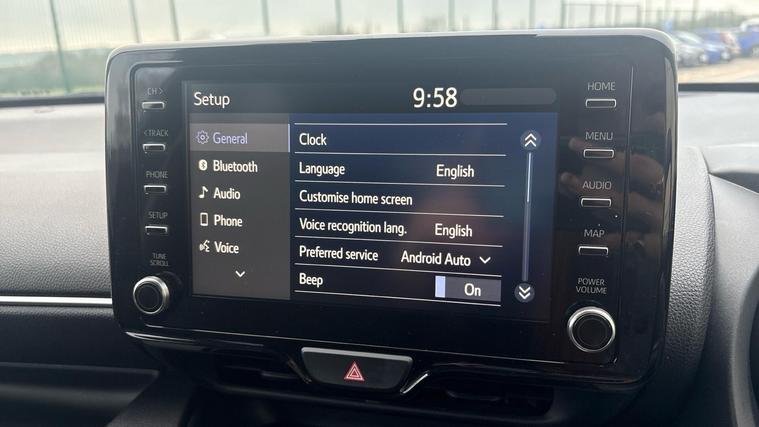 Setup 9:58
CH >
< TRACK
PHONE
SETUP
TUNE
SCROLL
General
Bluetooth
Audio
Phone
Voice
Clock
Language English
Customise home screen
Voice recognition lang. English
Preferred service Android Auto
Beep On
HOME
MENU
AUDIO
MAP
POWER
VOLUME